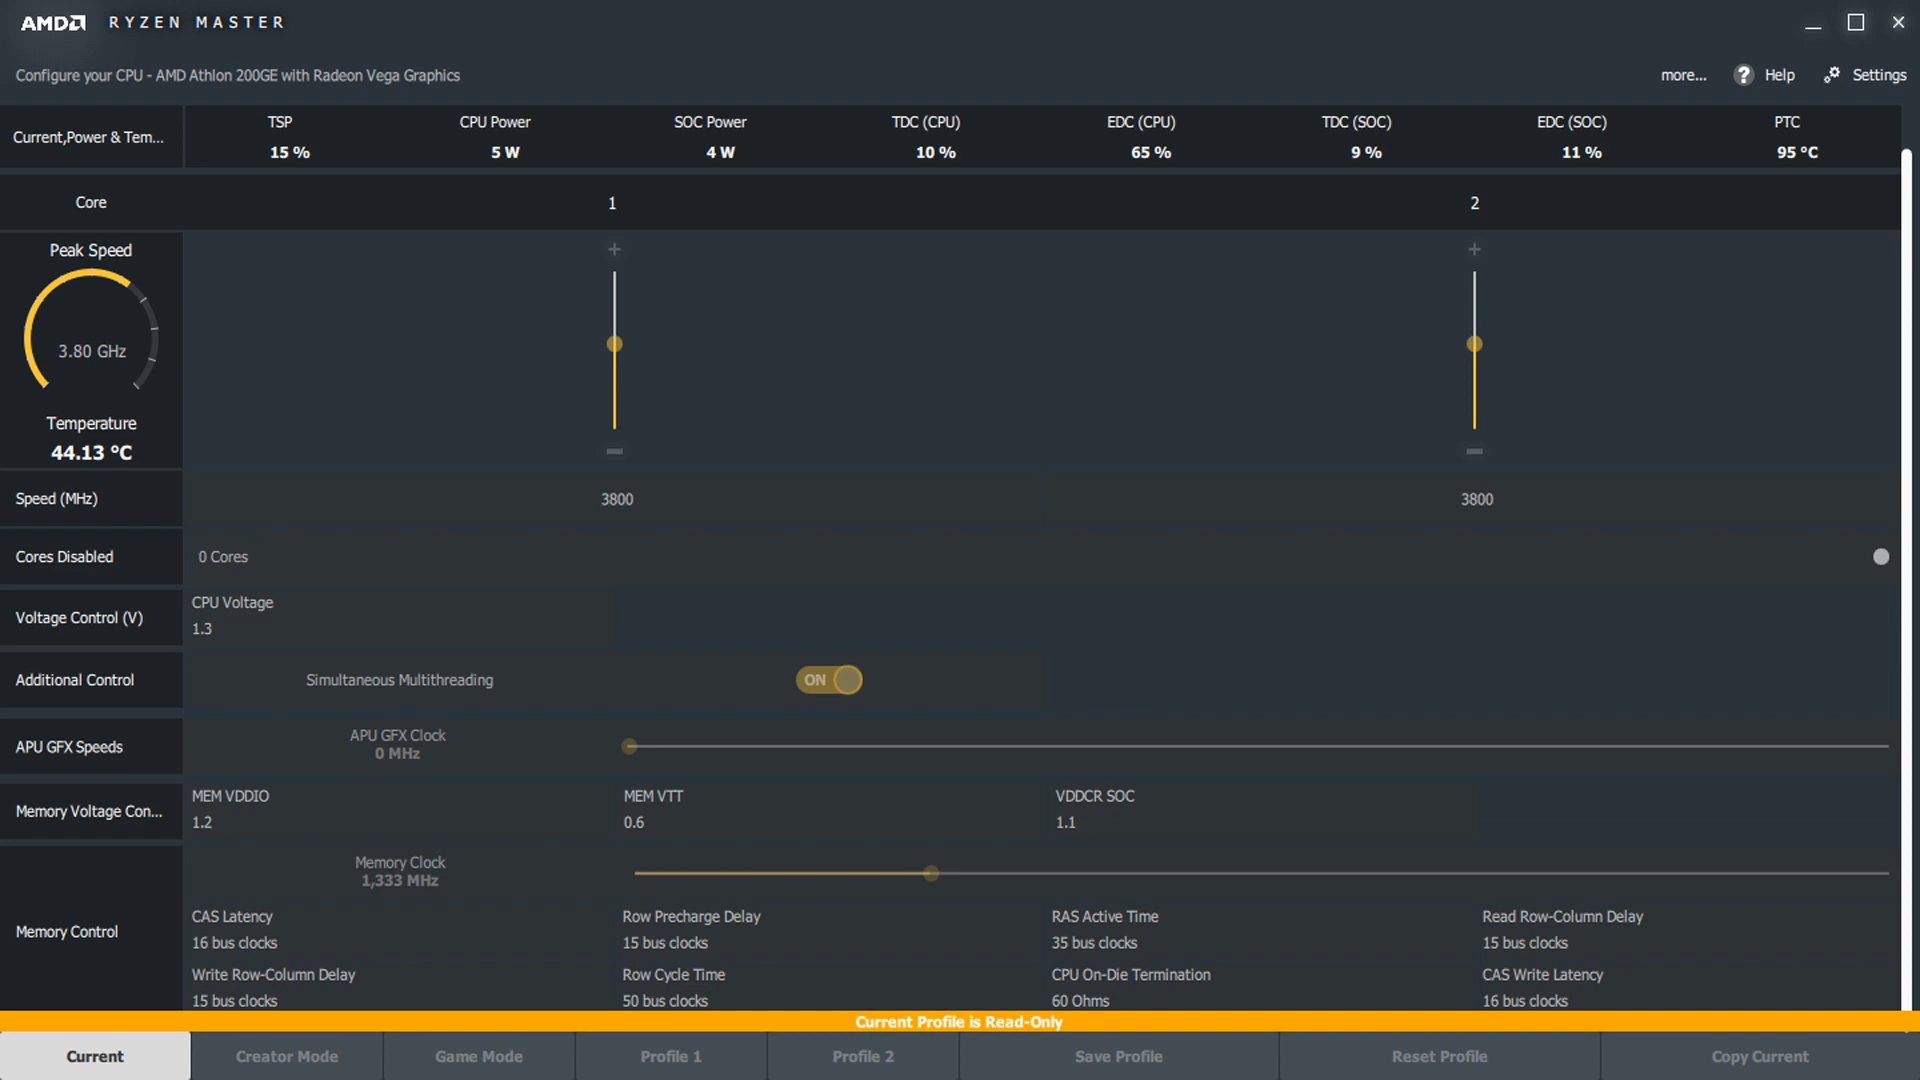 AMD RYZEN MASTER
Configure your CPU - AMD Athlon 200GE with Radeon Vega Graphics
more... ? Help Settings
Current,Power & Tem...
TSP CPU Power SOC Power TDC (CPU) EDC (CPU) TDC (SOC) EDC (SOC) PTC
15 % 5 W 4 W 10 % 65 % 9 % 11 % 95 °C
Core 1 2
Peak Speed
3.80 GHz
Temperature
44.13 °C
Speed (MHz) 3800 3800
Cores Disabled 0 Cores
Voltage Control (V)
CPU Voltage
1.3
Additional Control Simultaneous Multithreading ON
APU GFX Speeds
APU GFX Clock
0 MHz
Memory Voltage Con...
MEM VDDIO MEM VTT VDDCR SOC
1.2 0.6 1.1
Memory Control
Memory Clock
1,333 MHz
CAS Latency Row Precharge Delay RAS Active Time Read Row-Column Delay
16 bus clocks 15 bus clocks 35 bus clocks 15 bus clocks
Write Row-Column Delay Row Cycle Time CPU On-Die Termination CAS Write Latency
15 bus clocks 50 bus clocks 60 Ohms 16 bus clocks
Current Profile is Read-Only
Current Creator Mode Game Mode Profile 1 Profile 2 Save Profile Reset Profile Copy Current